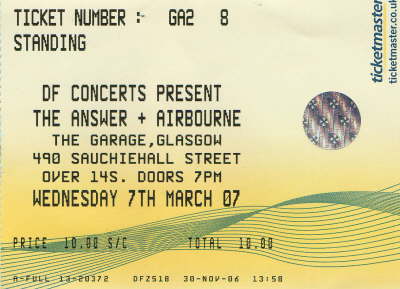 TICKET NUMBER : GA2 8
STANDING
DF CONCERTS PRESENT
THE ANSWER + AIRBOURNE
THE GARAGE,GLASGOW
490 SAUCHIEHALL STREET
OVER 14S. DOORS 7PM
WEDNESDAY 7TH MARCH 07
PRICE 10.00 S/C TOTAL 10.00
A-FULL 13-20372 DFZS18 30-NOV-06 13:58
ticketmaster
ticketmaster.co.uk